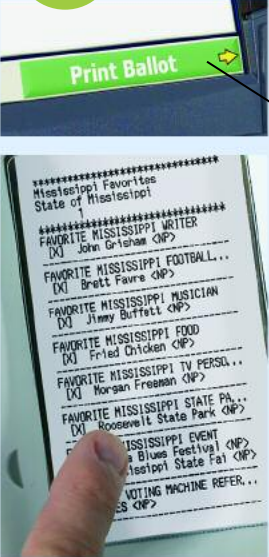 Print Ballot
********************************
Mississippi Favorites
State of Mississippi
1
********************************
FAVORITE MISSISSIPPI WRITER
[X] John Grisham <NP>
FAVORITE MISSISSIPPI FOOTBALL...
[X] Brett Favre <NP>
FAVORITE MISSISSIPPI MUSICIAN
[X] Jimmy Buffett <NP>
FAVORITE MISSISSIPPI FOOD
[X] Fried Chicken <NP>
FAVORITE MISSISSIPPI TV PERSO...
[X] Morgan Freeman <NP>
FAVORITE MISSISSIPPI STATE PA...
[X] Roosevelt State Park <NP>
MISSISSIPPI EVENT
Blues Festival <NP>
State Fai <NP>
VOTING MACHINE REFER...
<NP>